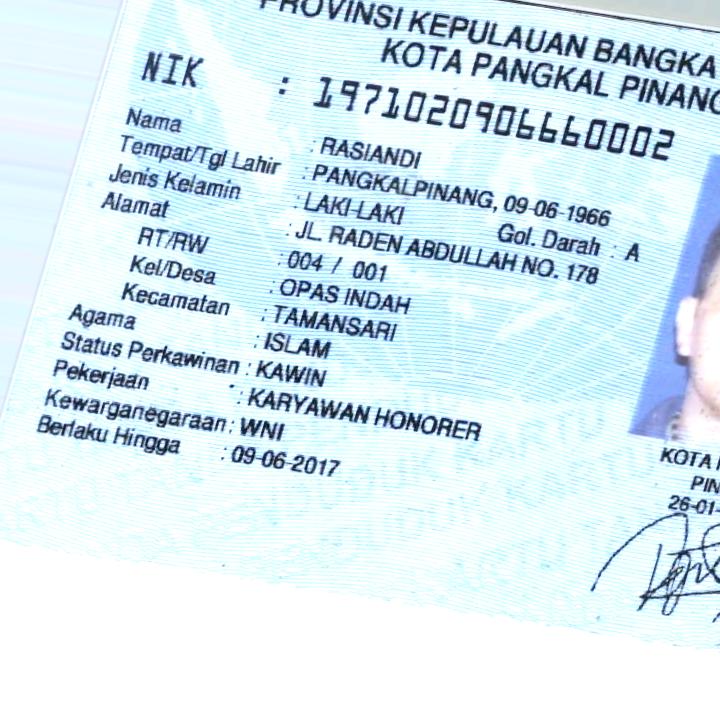 PROVINSI KEPULAUAN BANGKA
KOTA PANGKAL PINANG
NIK : 1971020906660002
Nama : RASIANDI
Tempat/Tgl Lahir : PANGKALPINANG, 09-06-1966
Jenis Kelamin : LAKI-LAKI Gol. Darah : A
Alamat : JL. RADEN ABDULLAH NO. 178
RT/RW : 004 / 001
Kel/Desa : OPAS INDAH
Kecamatan : TAMANSARI
Agama : ISLAM
Status Perkawinan : KAWIN
Pekerjaan : KARYAWAN HONORER
Kewarganegaraan : WNI
Berlaku Hingga : 09-06-2017
KOTA
PIN
26-01-